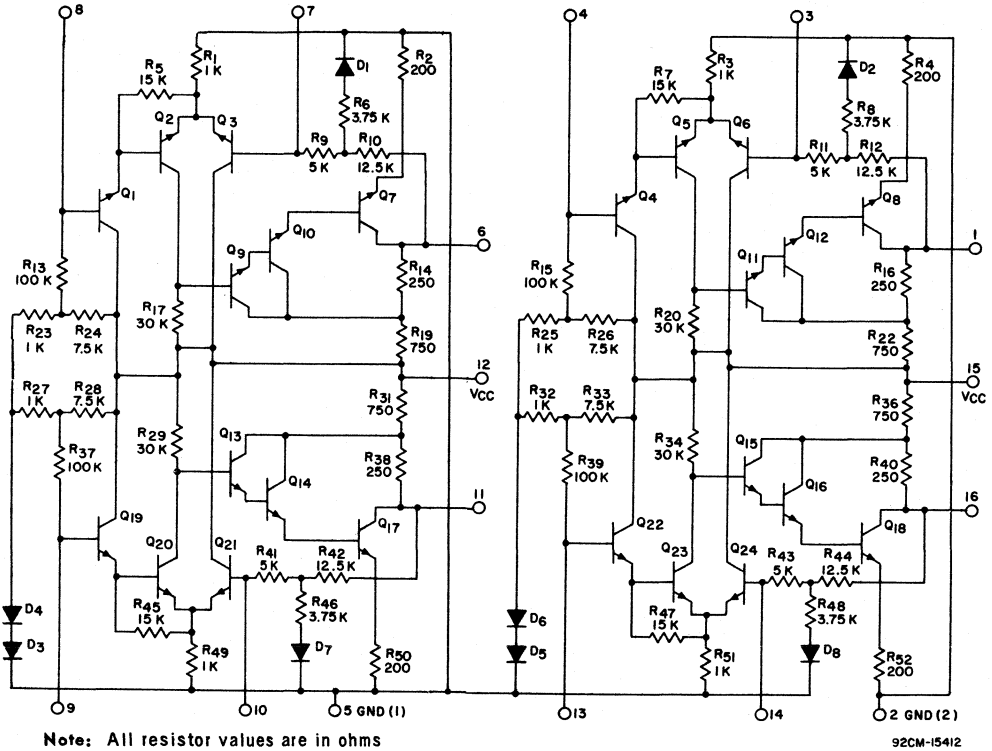 8 7 4 3
R1 1K
R2 200
R5 15 K
D1
R6 3.75 K
Q2 Q3
R9 5 K
R10 12.5 K
Q1
Q7
Q10
Q9
6
R13 100 K
R14 250
R17 30 K
R23 1 K
R24 7.5 K
R19 750
12 VCC
R27 1 K
R28 7.5 K
R31 750
R29 30 K
Q13
R37 100 K
R38 250
Q14
11
Q19
Q17
Q20 Q21
R41 5 K
R42 12.5 K
R45 15 K
R46 3.75 K
D4
D3
R49 1 K
D7
R50 200
9 10 5 GND (1)
R3 1 K
R4 200
R7 15 K
D2
R8 3.75 K
Q5 Q6
R11 5 K
R12 12.5 K
Q4
Q8
Q12
Q11
1
R15 100 K
R16 250
R20 30 K
R25 1 K
R26 7.5 K
R22 750
15 VCC
R32 1 K
R33 7.5 K
R36 750
R34 30 K
Q15
R39 100 K
R40 250
Q16
16
Q22
Q18
Q23 Q24
R43 5 K
R44 12.5 K
R47 15 K
R48 3.75 K
D6
D5
R51 1 K
D8
R52 200
13 14 2 GND (2)
Note: All resistor values are in ohms
92CM-15412